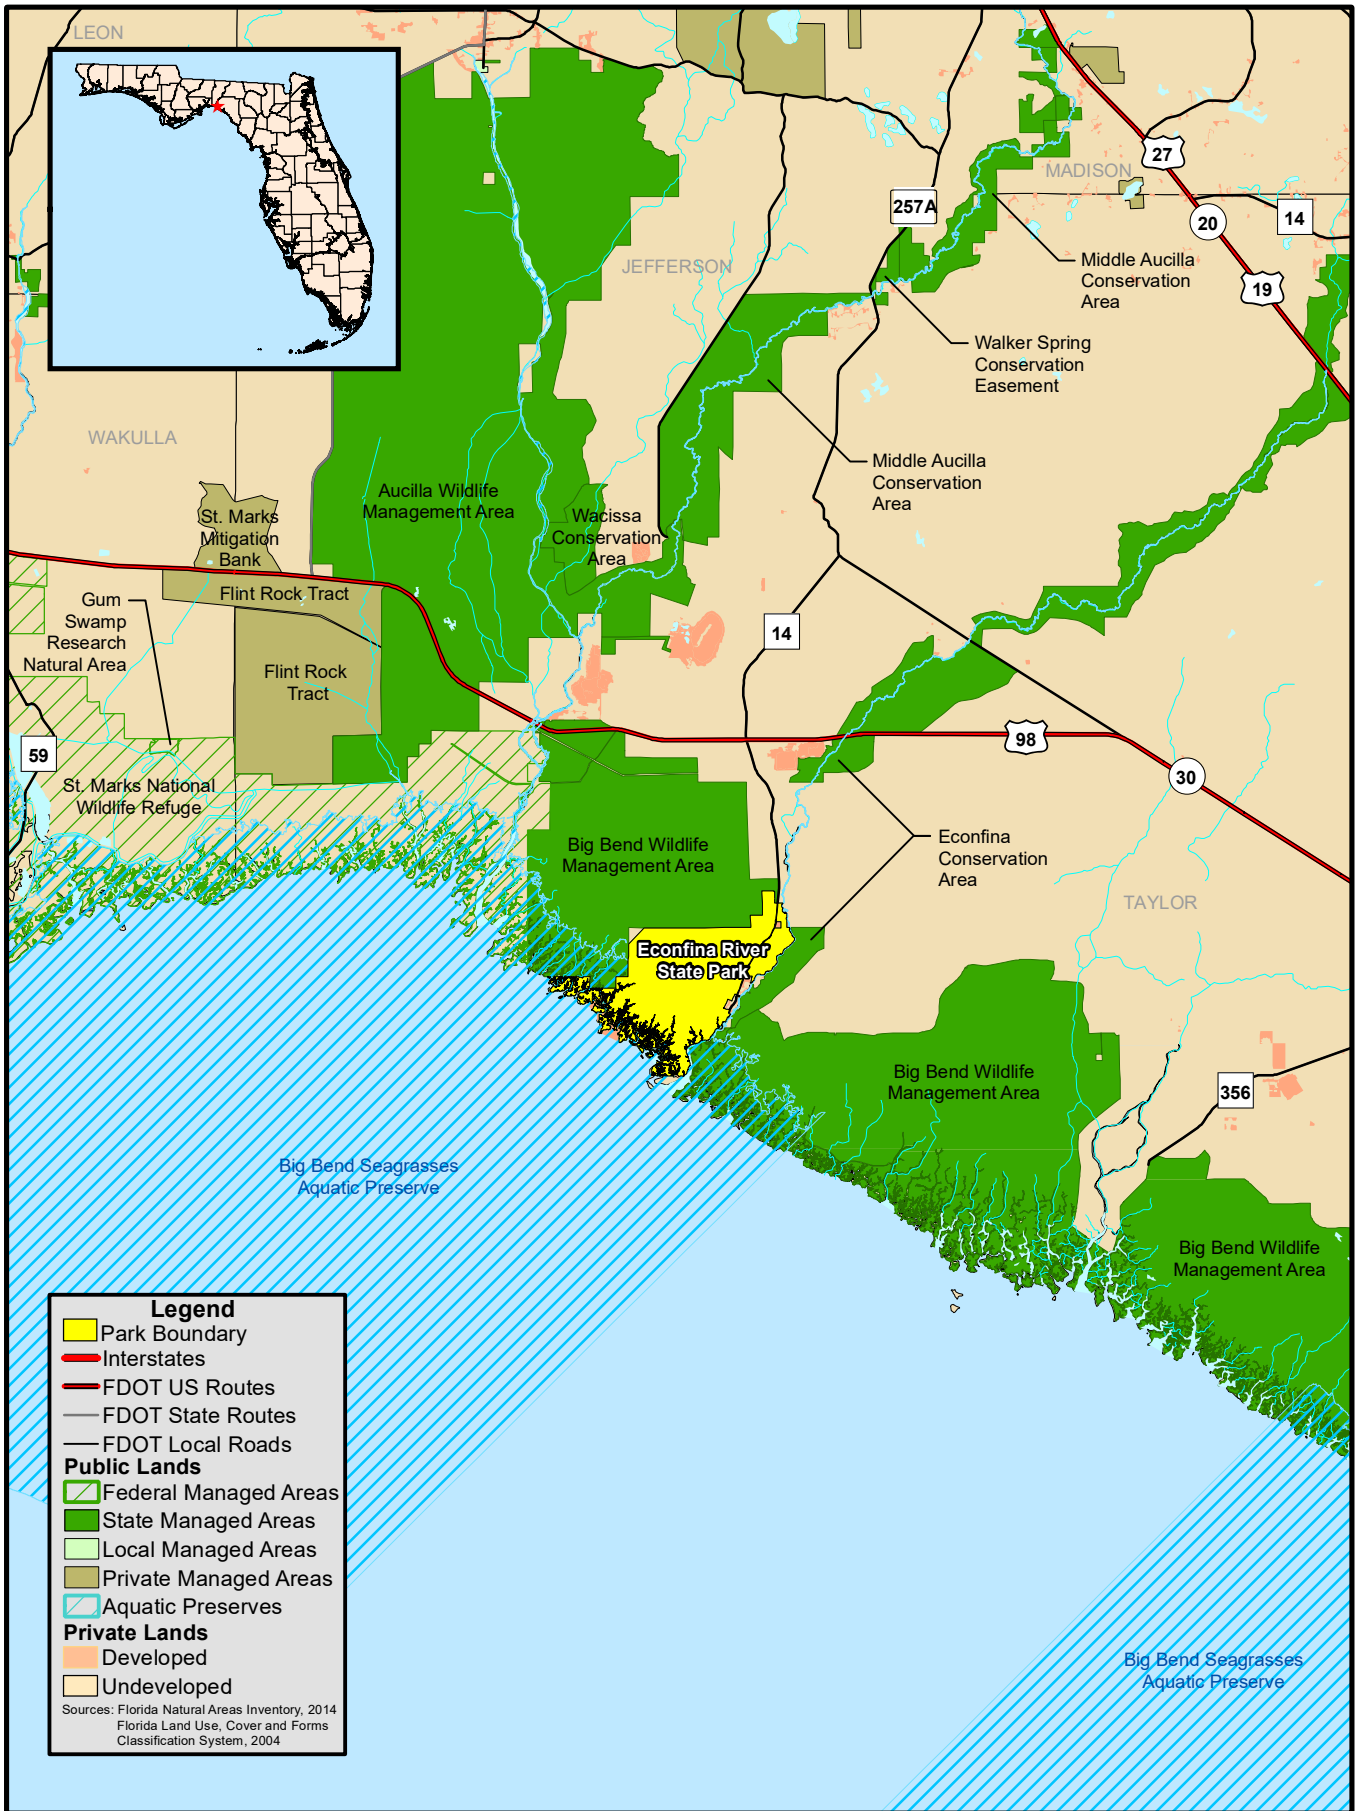 LEON
27
MADISON
257A
20
14
JEFFERSON
Middle Aucilla
Conservation
Area
19
Walker Spring
Conservation
Easement
WAKULLA
Middle Aucilla
Conservation
Area
Aucilla Wildlife
Management Area
St. Marks
Mitigation
Bank
Wacissa
Conservation
Area
Flint Rock Tract
Gum
Swamp
Research
Natural Area
14
Flint Rock
Tract
98
59
30
St. Marks National
Wildlife Refuge
Big Bend Wildlife
Management Area
Econfina
Conservation
Area
TAYLOR
Econfina River
State Park
Big Bend Wildlife
Management Area
356
Big Bend Seagrasses
Aquatic Preserve
Big Bend Wildlife
Management Area
Legend
Park Boundary
Interstates
FDOT US Routes
FDOT State Routes
FDOT Local Roads
Public Lands
Federal Managed Areas
State Managed Areas
Local Managed Areas
Private Managed Areas
Aquatic Preserves
Private Lands
Developed
Undeveloped
Sources: Florida Natural Areas Inventory, 2014
Florida Land Use, Cover and Forms
Classification System, 2004
Big Bend Seagrasses
Aquatic Preserve